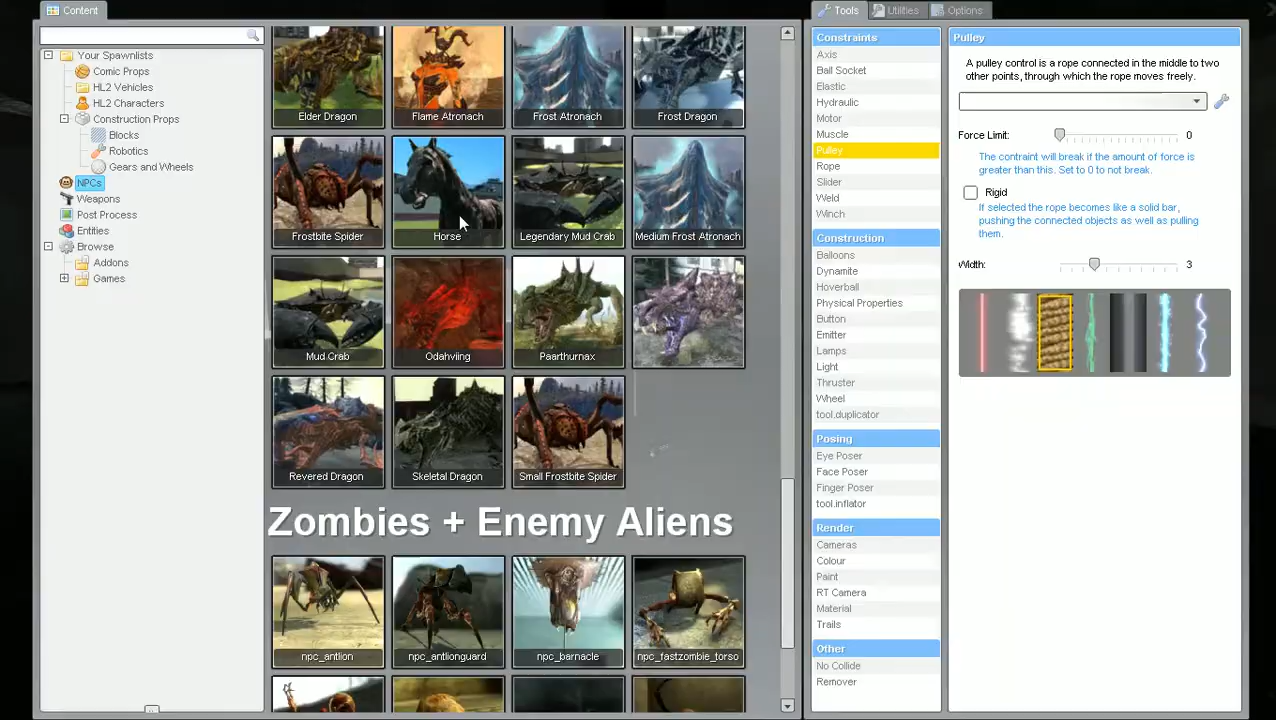 Content
Your Spawnlists
Comic Props
HL2 Vehicles
HL2 Characters
Construction Props
Blocks
Robotics
Gears and Wheels
NPCs
Weapons
Post Process
Entities
Browse
Addons
Games
Elder Dragon
Flame Atronach
Frost Atronach
Frost Dragon
Frostbite Spider
Horse
Legendary Mud Crab
Medium Frost Atronach
Mud Crab
Odahviing
Paarthurnax
Revered Dragon
Skeletal Dragon
Small Frostbite Spider
Zombies + Enemy Aliens
npc_antlion
npc_antlionguard
npc_barnacle
npc_fastzombie_torso
Tools
Utilities
Options
Constraints
Axis
Ball Socket
Elastic
Hydraulic
Motor
Muscle
Pulley
Rope
Slider
Weld
Winch
Construction
Balloons
Dynamite
Hoverball
Physical Properties
Button
Emitter
Lamps
Light
Thruster
Wheel
tool.duplicator
Posing
Eye Poser
Face Poser
Finger Poser
tool.inflator
Render
Cameras
Colour
Paint
RT Camera
Material
Trails
Other
No Collide
Remover
Pulley
A pulley control is a rope connected in the middle to two
other points, through which the rope moves freely.
Force Limit: 0
The contraint will break if the amount of force is
greater than this. Set to 0 to not break.
Rigid
If selected the rope becomes like a solid bar,
pushing the connected objects as well as pulling
them.
Width: 3